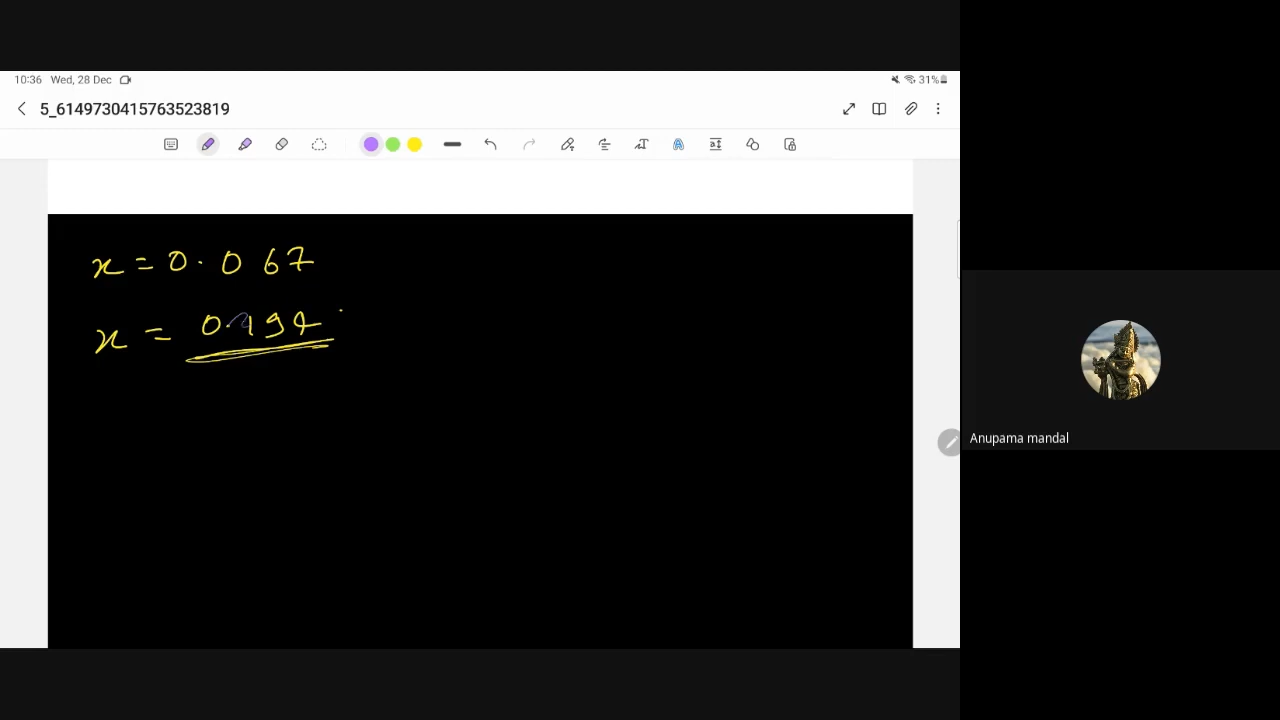 10:36 Wed, 28 Dec 31%
5_6149730415763523819
x = 0.067
x = 0.194
Anupama mandal